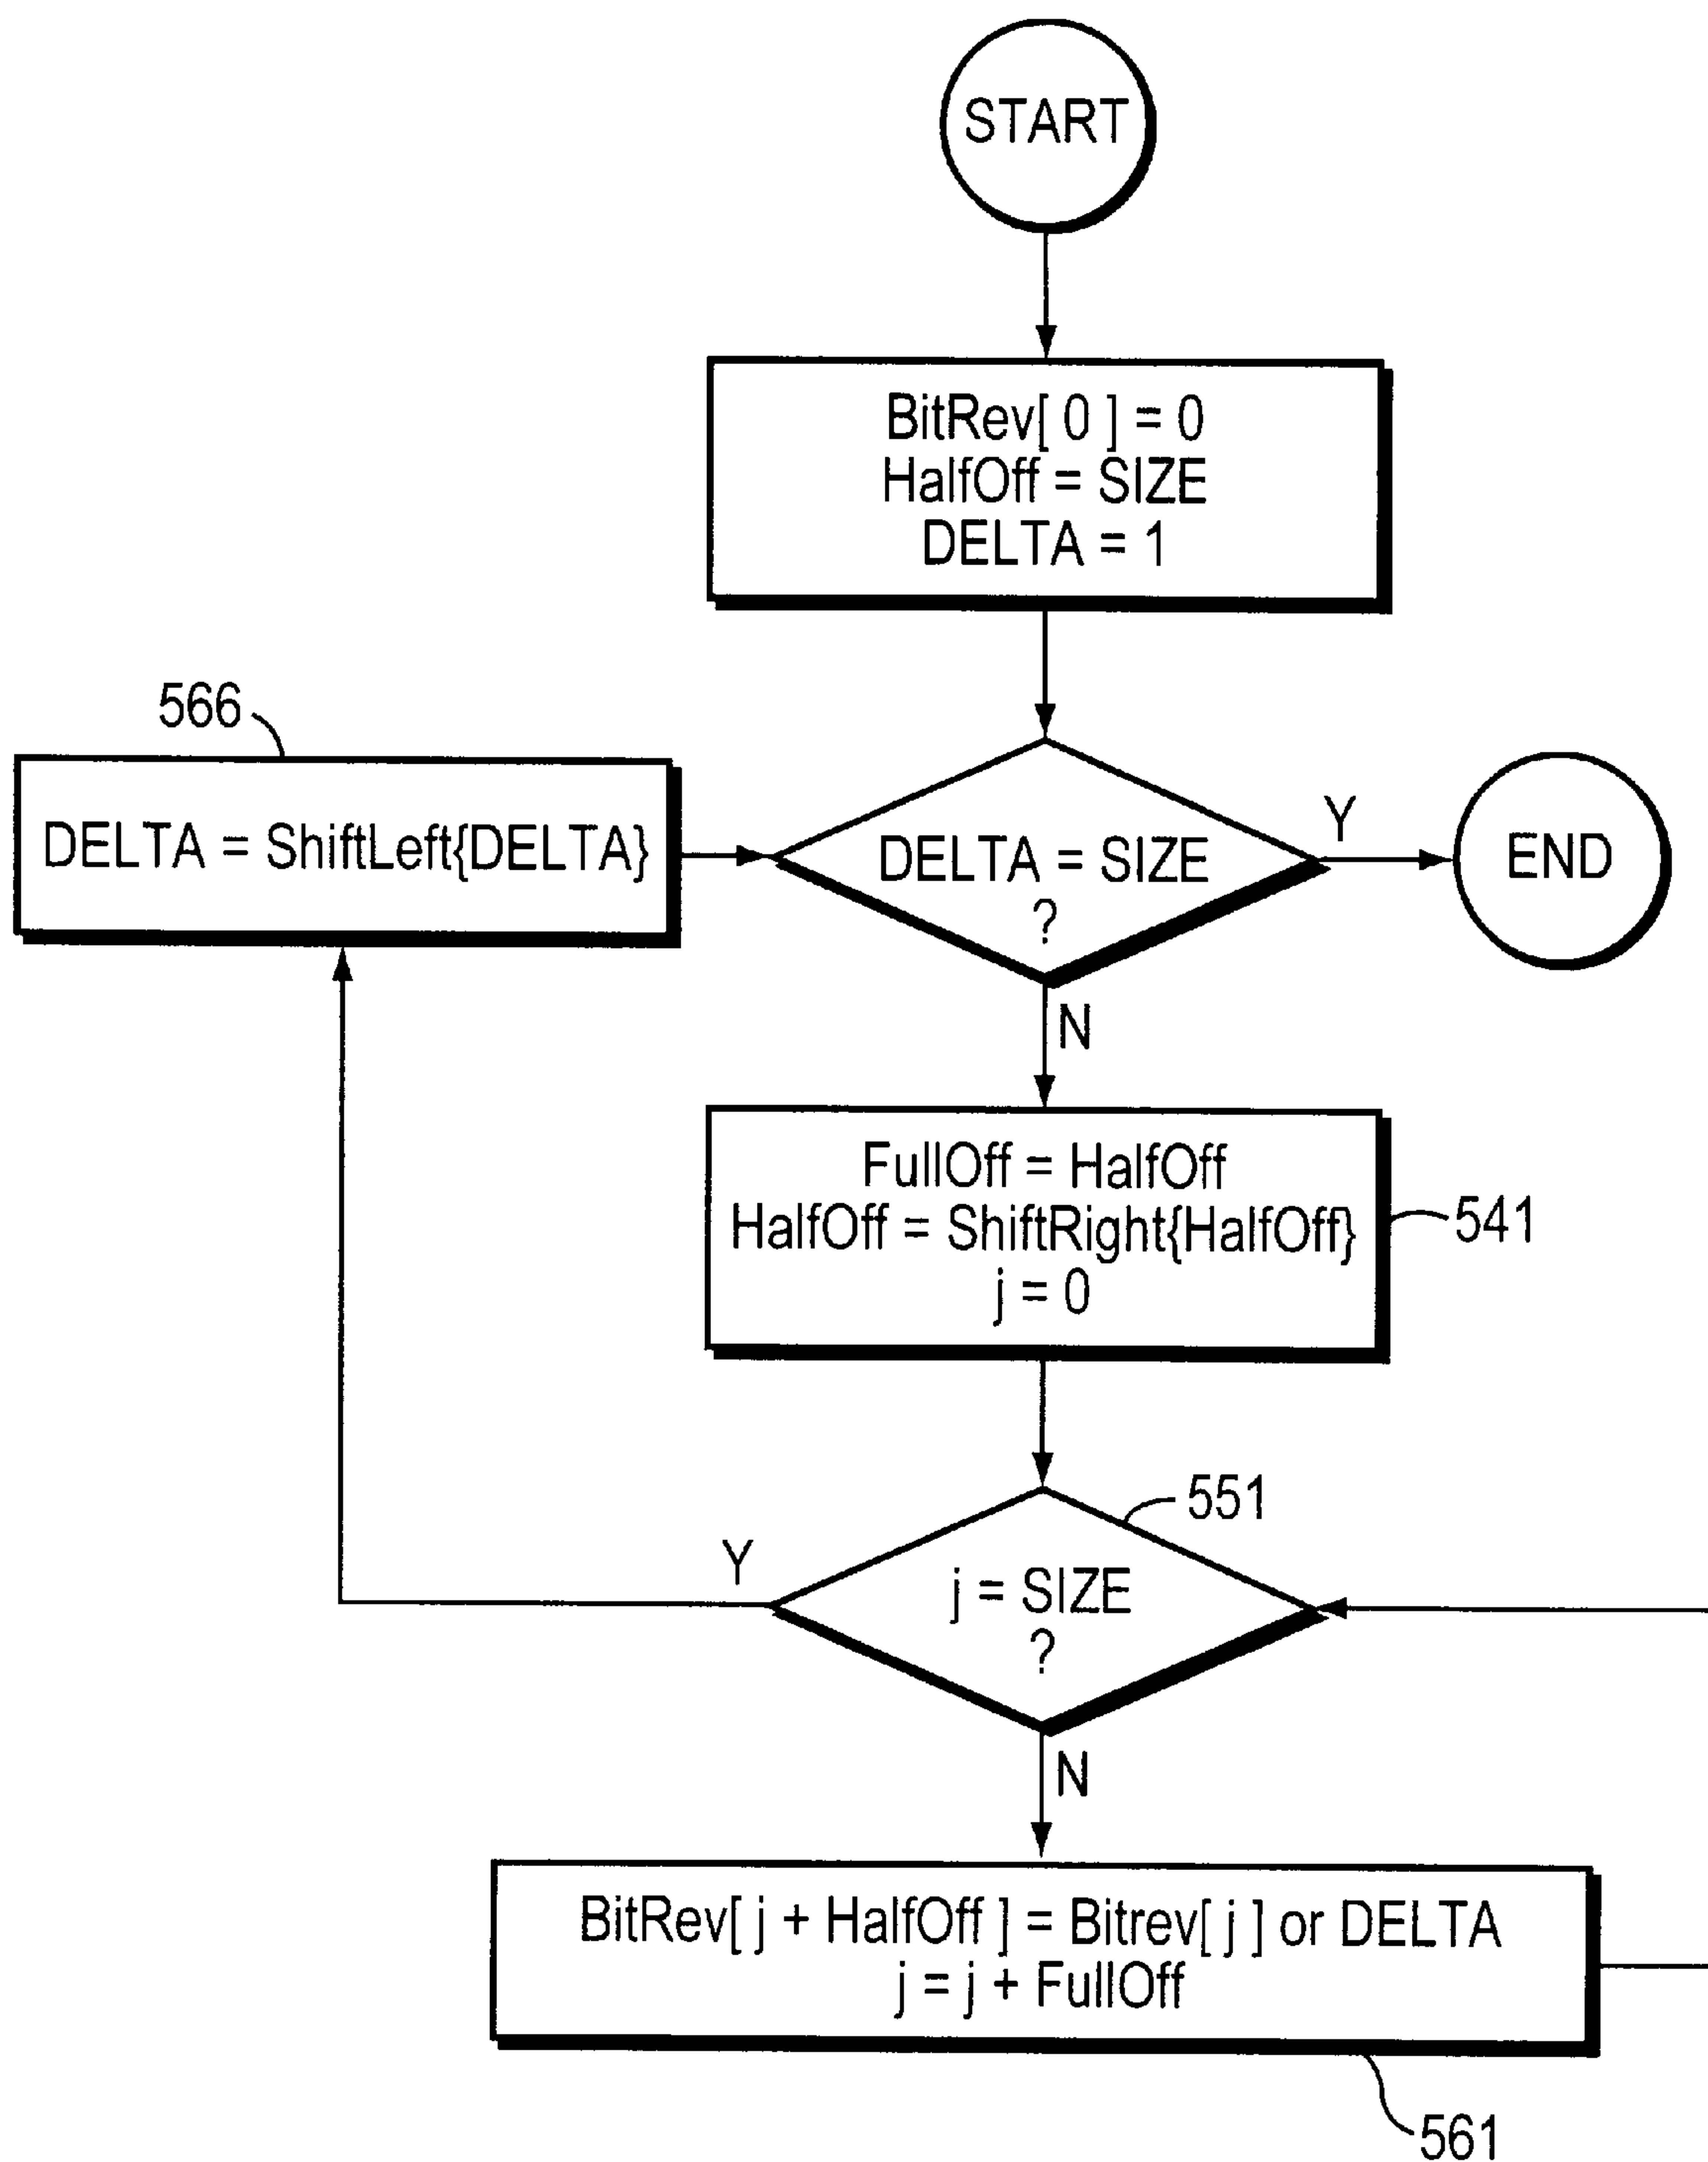 START
BitRev[ 0 ] = 0
HalfOff = SIZE
DELTA = 1
566
DELTA = ShiftLeft{DELTA}
DELTA = SIZE
?
Y
END
N
FullOff = HalfOff
HalfOff = ShiftRight{HalfOff}
j = 0
541
551
Y
j = SIZE
?
N
BitRev[ j + HalfOff ] = Bitrev[ j ] or DELTA
j = j + FullOff
561